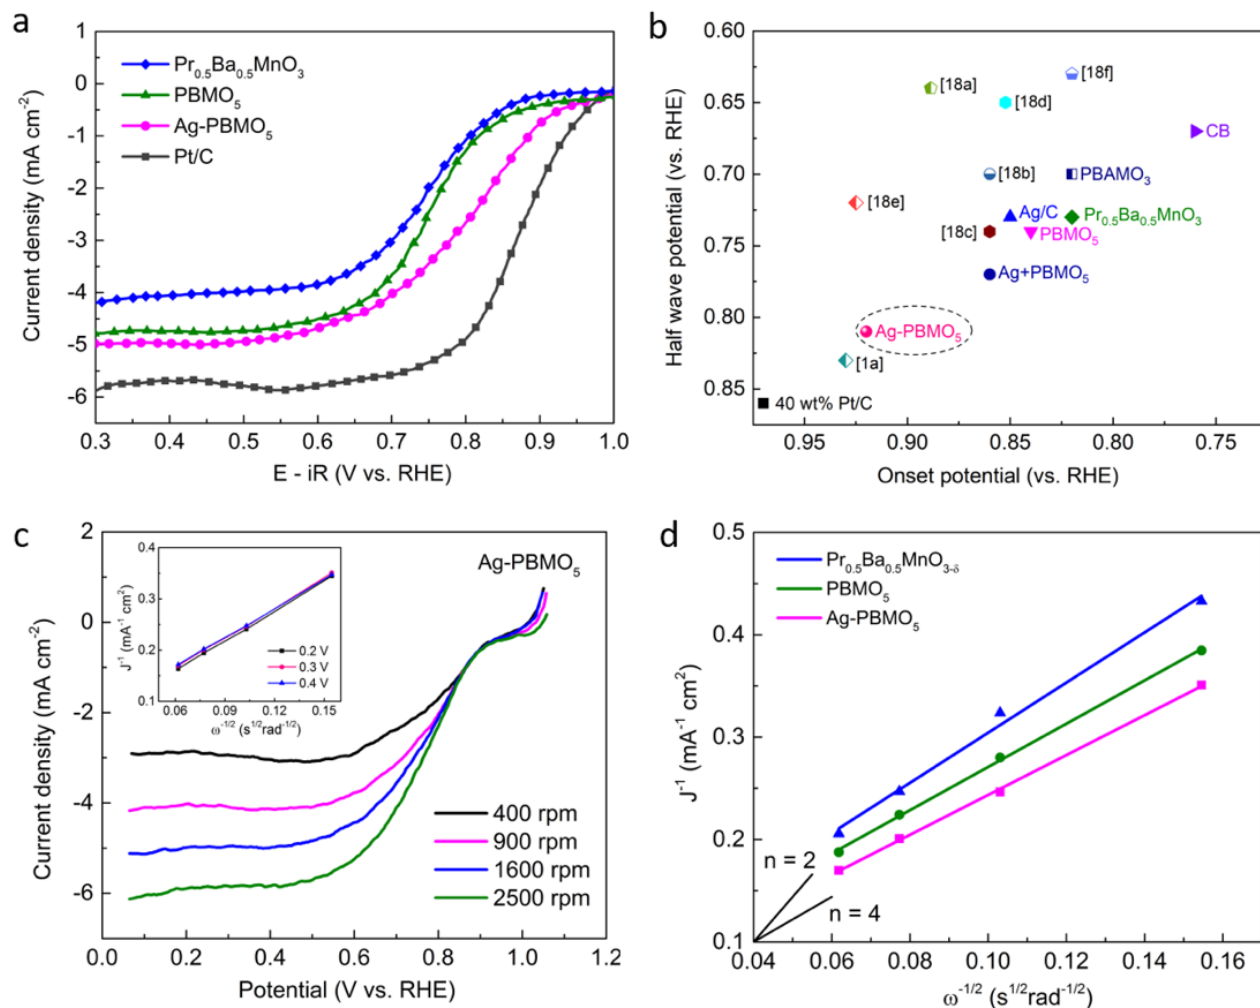 a
Pr0.5Ba0.5MnO3
PBMO5
Ag-PBMO5
Pt/C
Current density (mA cm-2)
0
-1
-2
-3
-4
-5
-6
0.3 0.4 0.5 0.6 0.7 0.8 0.9 1.0
E - iR (V vs. RHE)
b
Half wave potential (vs. RHE)
0.60
0.65
0.70
0.75
0.80
0.85
[18a]
[18f]
[18d]
CB
[18b]
PBAMO3
[18e]
Ag/C
Pr0.5Ba0.5MnO3
[18c]
PBMO5
Ag+PBMO5
Ag-PBMO5
[1a]
40 wt% Pt/C
0.95 0.90 0.85 0.80 0.75
Onset potential (vs. RHE)
c
Ag-PBMO5
Current density (mA cm-2)
2
0
-2
-4
-6
J-1 (mA-1 cm2)
0.4
0.3
0.2
0.1
0.2 V
0.3 V
0.4 V
0.06 0.09 0.12 0.15
ω-1/2 (s1/2rad-1/2)
400 rpm
900 rpm
1600 rpm
2500 rpm
0.0 0.2 0.4 0.6 0.8 1.0 1.2
Potential (V vs. RHE)
d
Pr0.5Ba0.5MnO3-δ
PBMO5
Ag-PBMO5
J-1 (mA-1 cm2)
0.5
0.4
0.3
0.2
0.1
n = 2
n = 4
0.04 0.06 0.08 0.10 0.12 0.14 0.16
ω-1/2 (s1/2rad-1/2)